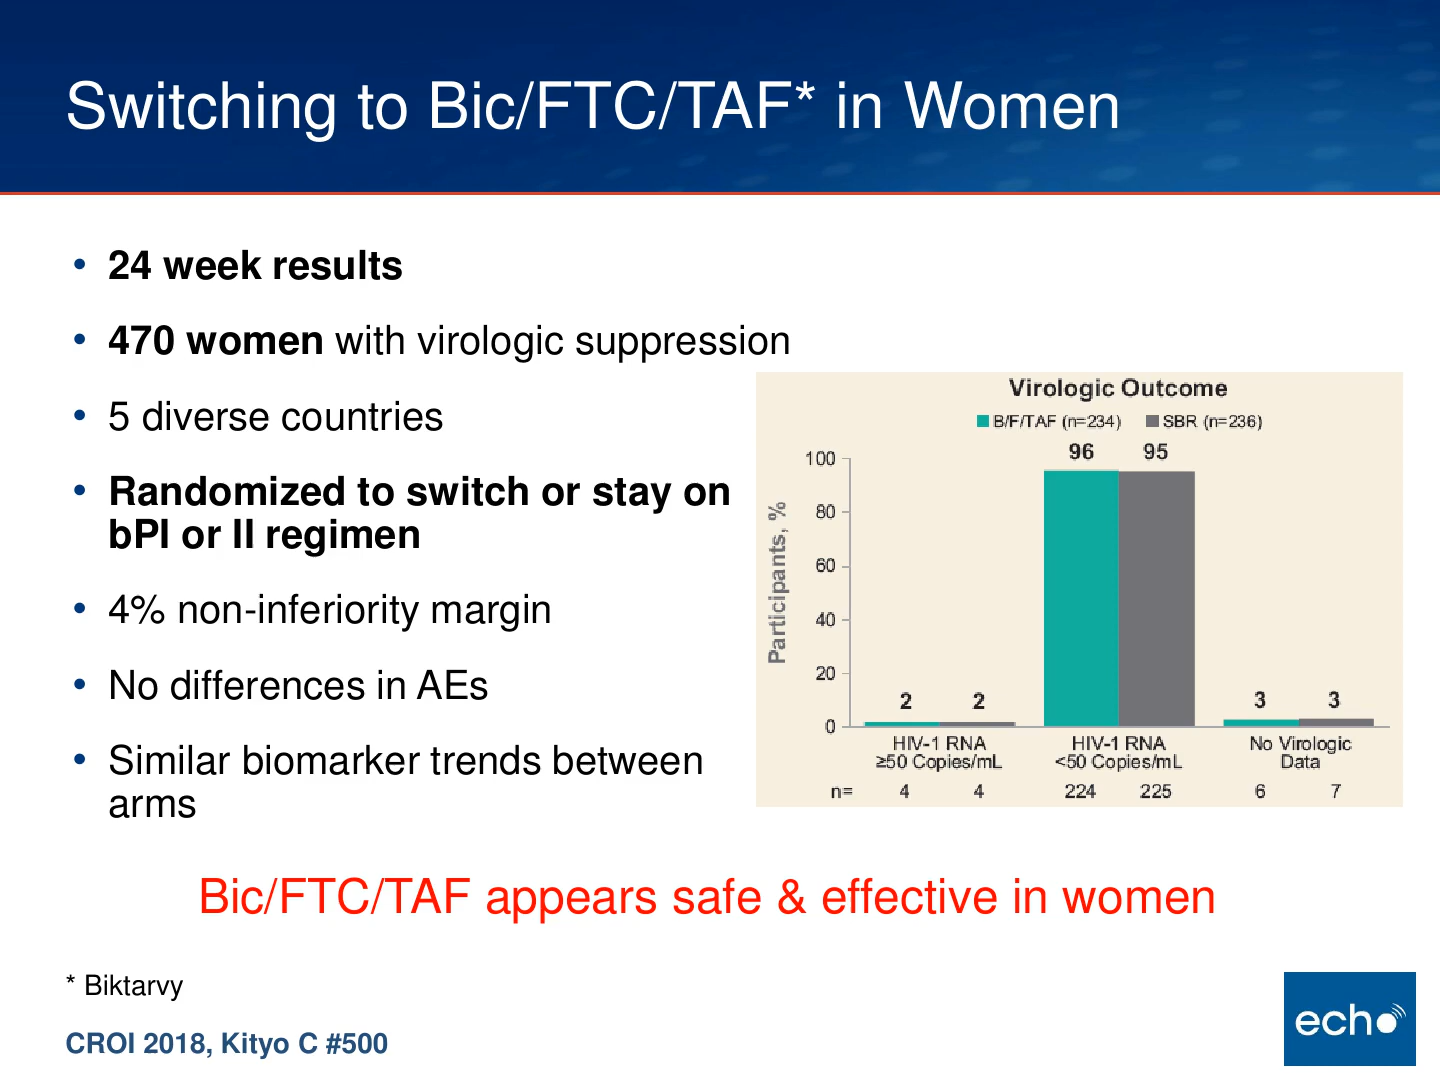 Switching to Bic/FTC/TAF* in Women
• 24 week results
• 470 women with virologic suppression
• 5 diverse countries
• Randomized to switch or stay on
bPI or II regimen
• 4% non-inferiority margin
• No differences in AEs
• Similar biomarker trends between
arms
Virologic Outcome
B/F/TAF (n=234) SBR (n=236)
Participants, %
100
80
60
40
20
0
2 2
96 95
3 3
HIV-1 RNA
≥50 Copies/mL
HIV-1 RNA
<50 Copies/mL
No Virologic
Data
n= 4 4 224 225 6 7
Bic/FTC/TAF appears safe & effective in women
* Biktarvy
CROI 2018, Kityo C #500
echo